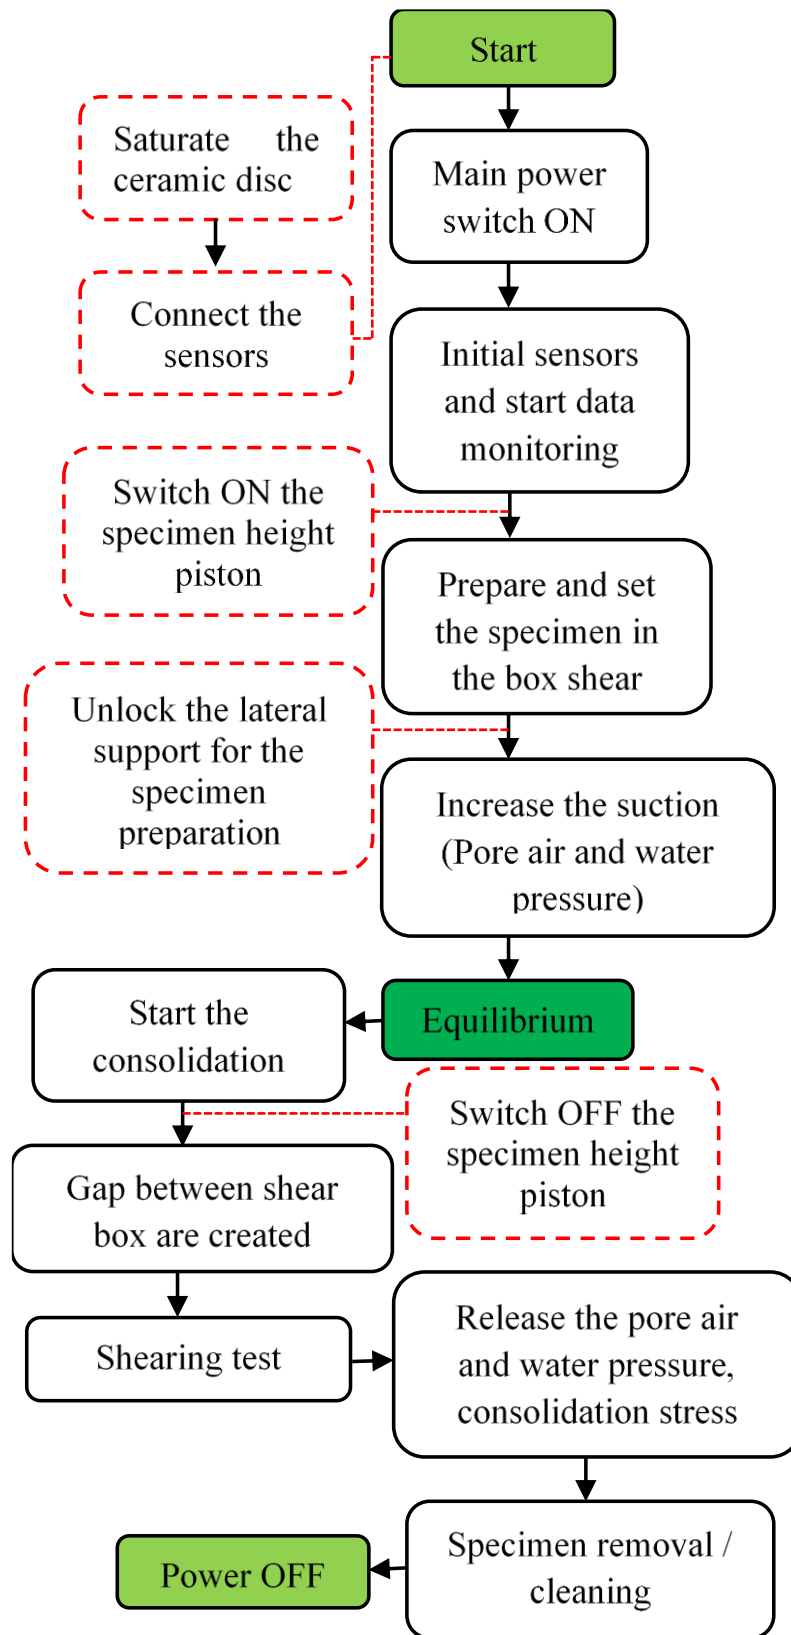 Start
Saturate the
ceramic disc
Main power
switch ON
Connect the
sensors
Initial sensors
and start data
monitoring
Switch ON the
specimen height
piston
Prepare and set
the specimen in
the box shear
Unlock the lateral
support for the
specimen
preparation
Increase the suction
(Pore air and water
pressure)
Equilibrium
Start the
consolidation
Switch OFF the
specimen height
piston
Gap between shear
box are created
Shearing test
Release the pore air
and water pressure,
consolidation stress
Specimen removal /
cleaning
Power OFF